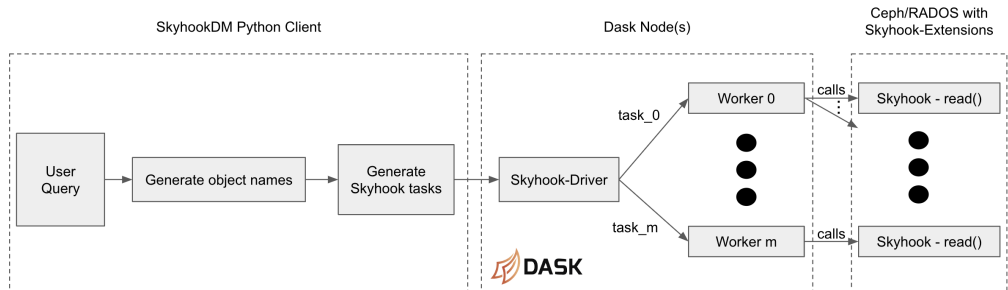 SkyhookDM Python Client
Dask Node(s)
Ceph/RADOS with
Skyhook-Extensions
User
Query
Generate object names
Generate
Skyhook tasks
Skyhook-Driver
task_0
task_m
Worker 0
Worker m
calls
calls
Skyhook - read()
Skyhook - read()
DASK